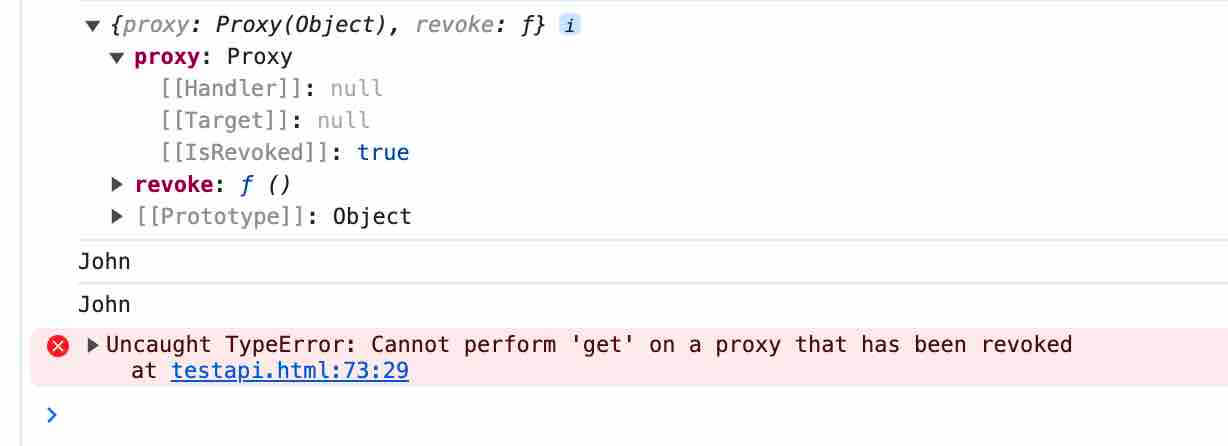 ▼ {proxy: Proxy(Object), revoke: ƒ} i
▼ proxy: Proxy
[[Handler]]: null
[[Target]]: null
[[IsRevoked]]: true
▶ revoke: ƒ ()
▶ [[Prototype]]: Object
John
John
▶ Uncaught TypeError: Cannot perform 'get' on a proxy that has been revoked
at testapi.html:73:29